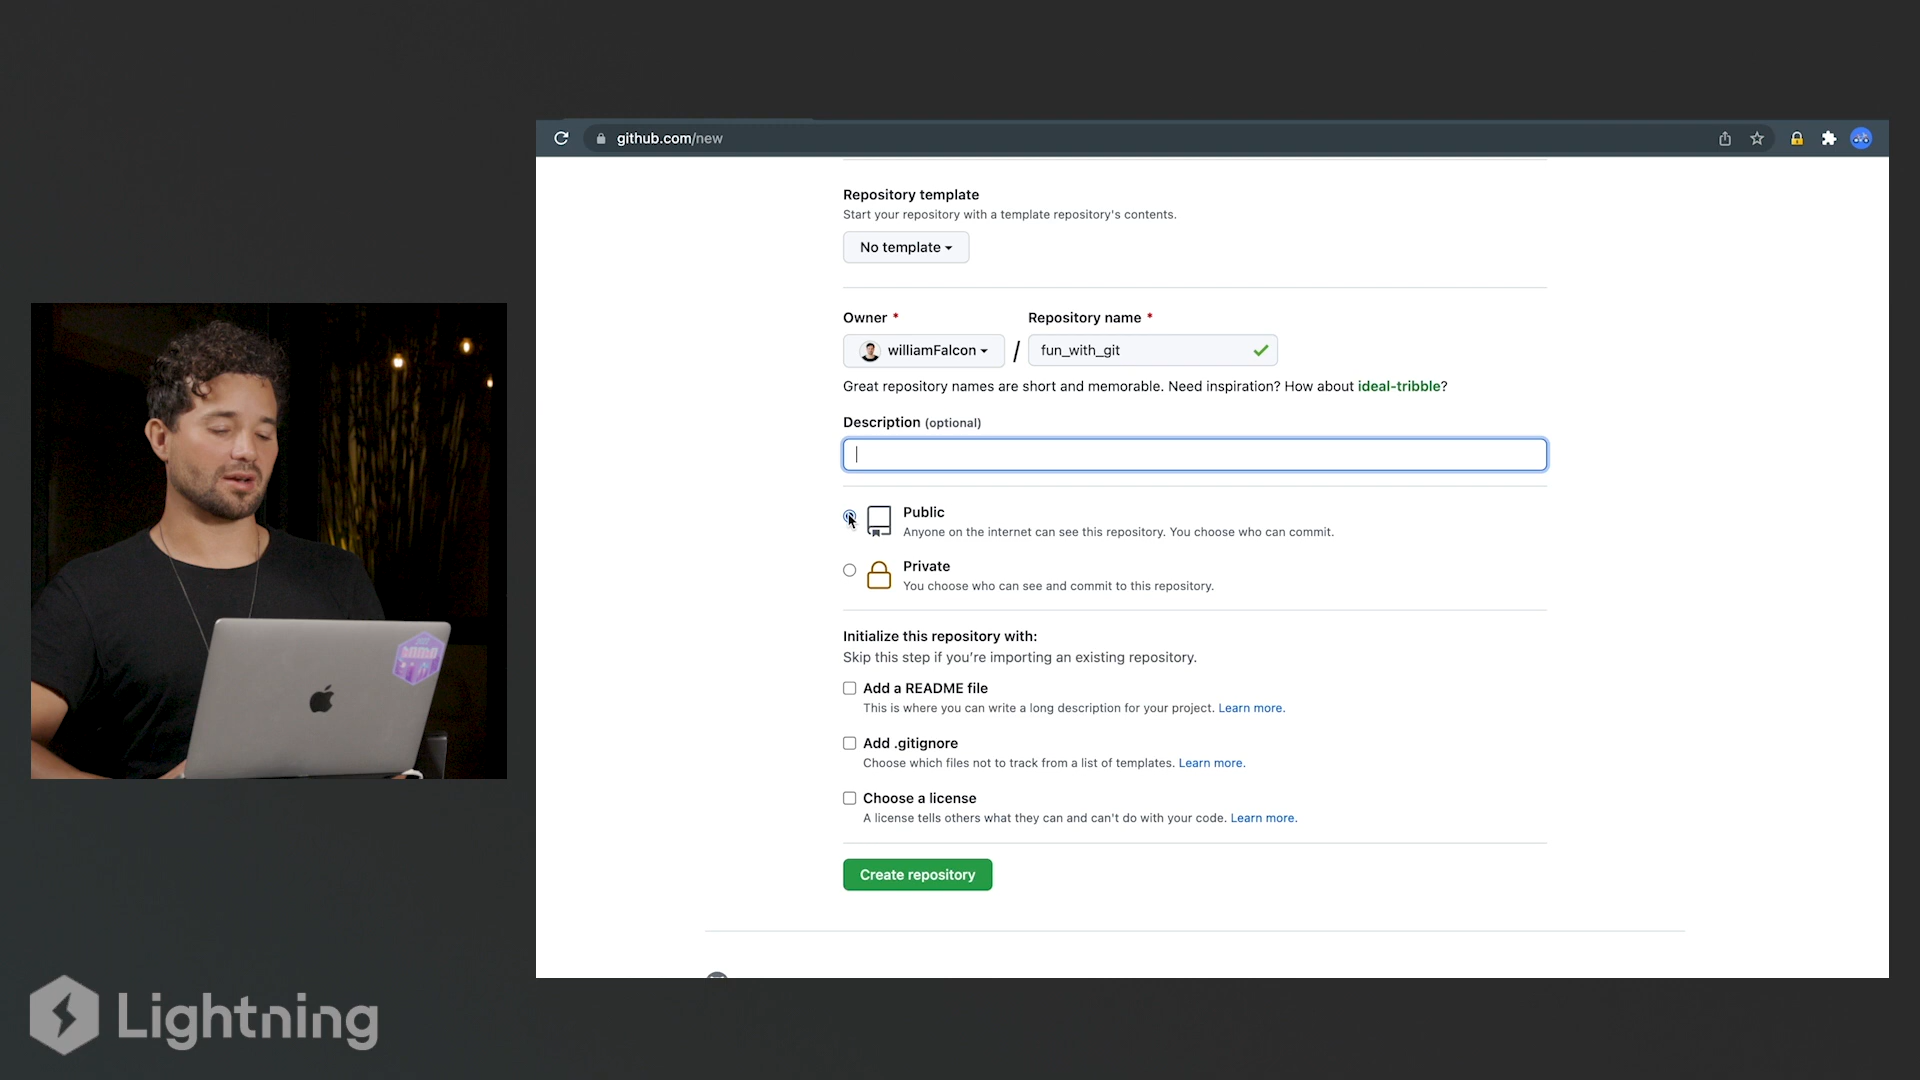 github.com/new
Repository template
Start your repository with a template repository's contents.
No template
Owner * Repository name *
williamFalcon / fun_with_git
Great repository names are short and memorable. Need inspiration? How about ideal-tribble?
Description (optional)
Public
Anyone on the internet can see this repository. You choose who can commit.
Private
You choose who can see and commit to this repository.
Initialize this repository with:
Skip this step if you’re importing an existing repository.
Add a README file
This is where you can write a long description for your project. Learn more.
Add .gitignore
Choose which files not to track from a list of templates. Learn more.
Choose a license
A license tells others what they can and can't do with your code. Learn more.
Create repository
Lightning